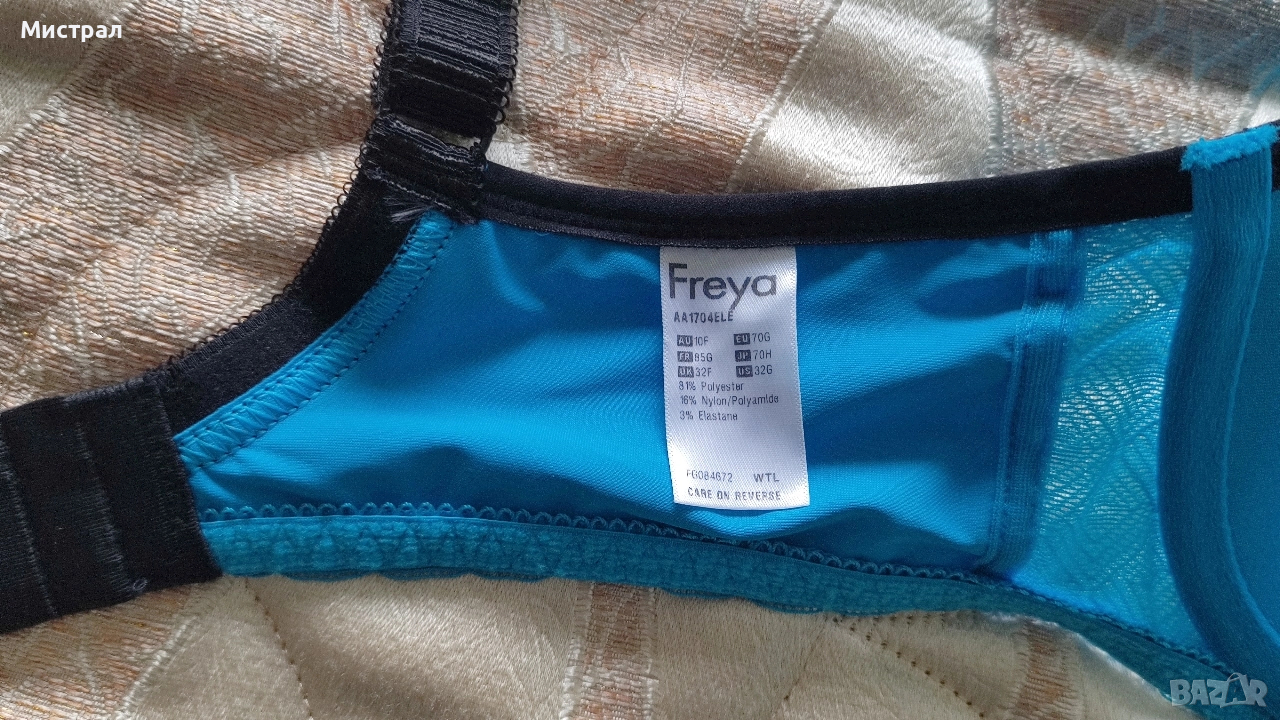 Мистрал
Freya
AA1704ELE
AU 10F EU 70G
FR 85G JP 70H
UK 32F US 32G
81% Polyester
16% Nylon/Polyamide
3% Elastane
FG084672 WTL
CARE ON REVERSE
BAZAR